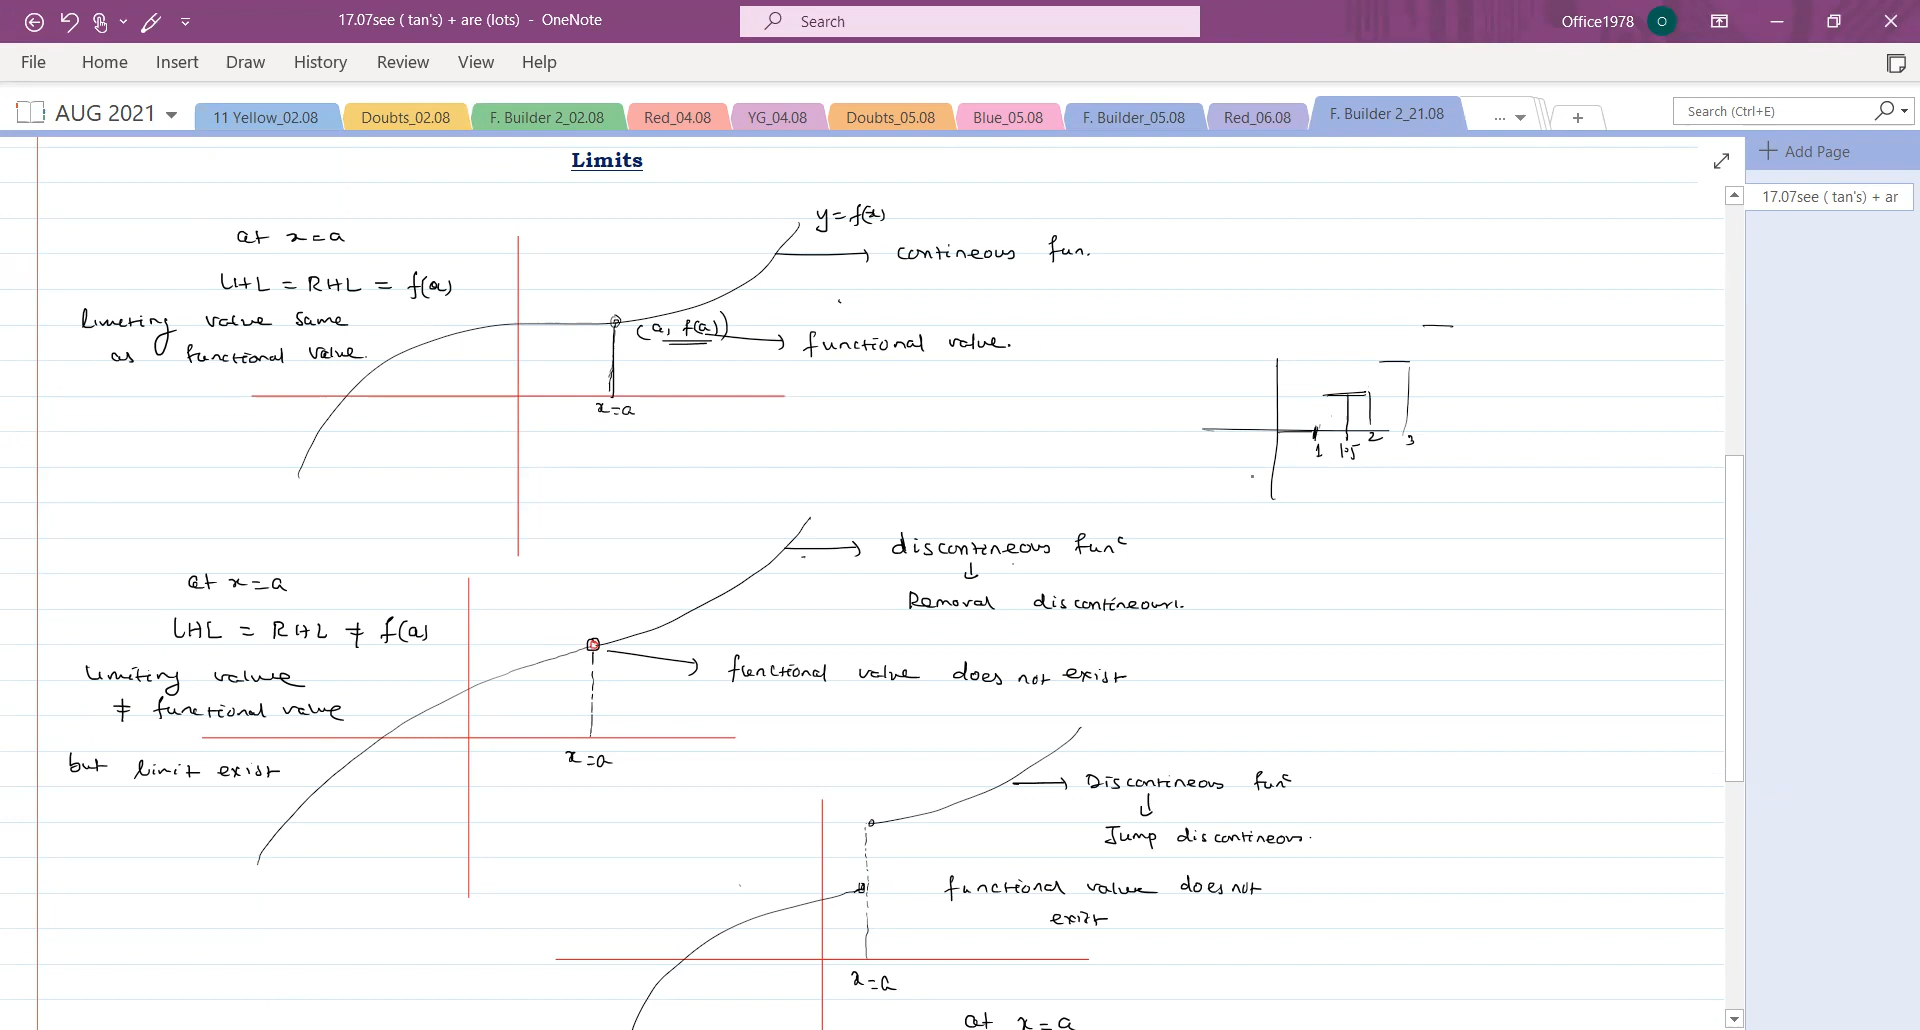 17.07see ( tan's) + are (lots) - OneNote
Search
Office1978
O
File Home Insert Draw History Review View Help
AUG 2021
11 Yellow_02.08
Doubts_02.08
F. Builder 2_02.08
Red_04.08
YG_04.08
Doubts_05.08
Blue_05.08
F. Builder_05.08
Red_06.08
F. Builder 2_21.08
...
Search (Ctrl+E)
Add Page
17.07see ( tan's) + ar
Limits
y=f(x)
at x=a
contineous fun.
LHL = RHL = f(a)
limiting value same
as functional value.
(a, f(a))
functional value.
x=a
1 1.5 2 3
discontineous func
at x=a
Removal discontineous.
LHL = RHL ≠ f(a)
functional value does not exist
limiting value
≠ functional value
x=a
but limit exist
Discontineous func
Jump discontineous.
functional value does not
exist
x=a
at x=a